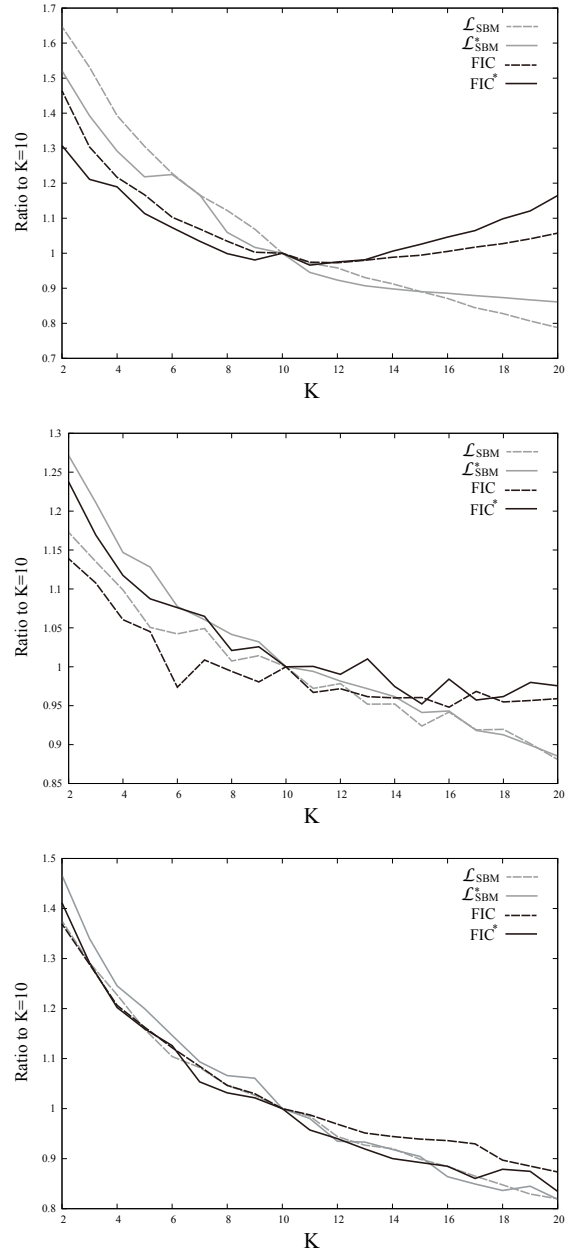 1.7
1.6
1.5
1.4
1.3
1.2
1.1
1
0.9
0.8
0.7
Ratio to K=10
ℒSBM
ℒ*SBM
FIC
FIC*
2 4 6 8 10 12 14 16 18 20
K
1.3
1.25
1.2
1.15
1.1
1.05
1
0.95
0.9
0.85
Ratio to K=10
ℒSBM
ℒ*SBM
FIC
FIC*
2 4 6 8 10 12 14 16 18 20
K
1.5
1.4
1.3
1.2
1.1
1
0.9
0.8
Ratio to K=10
ℒSBM
ℒ*SBM
FIC
FIC*
2 4 6 8 10 12 14 16 18 20
K